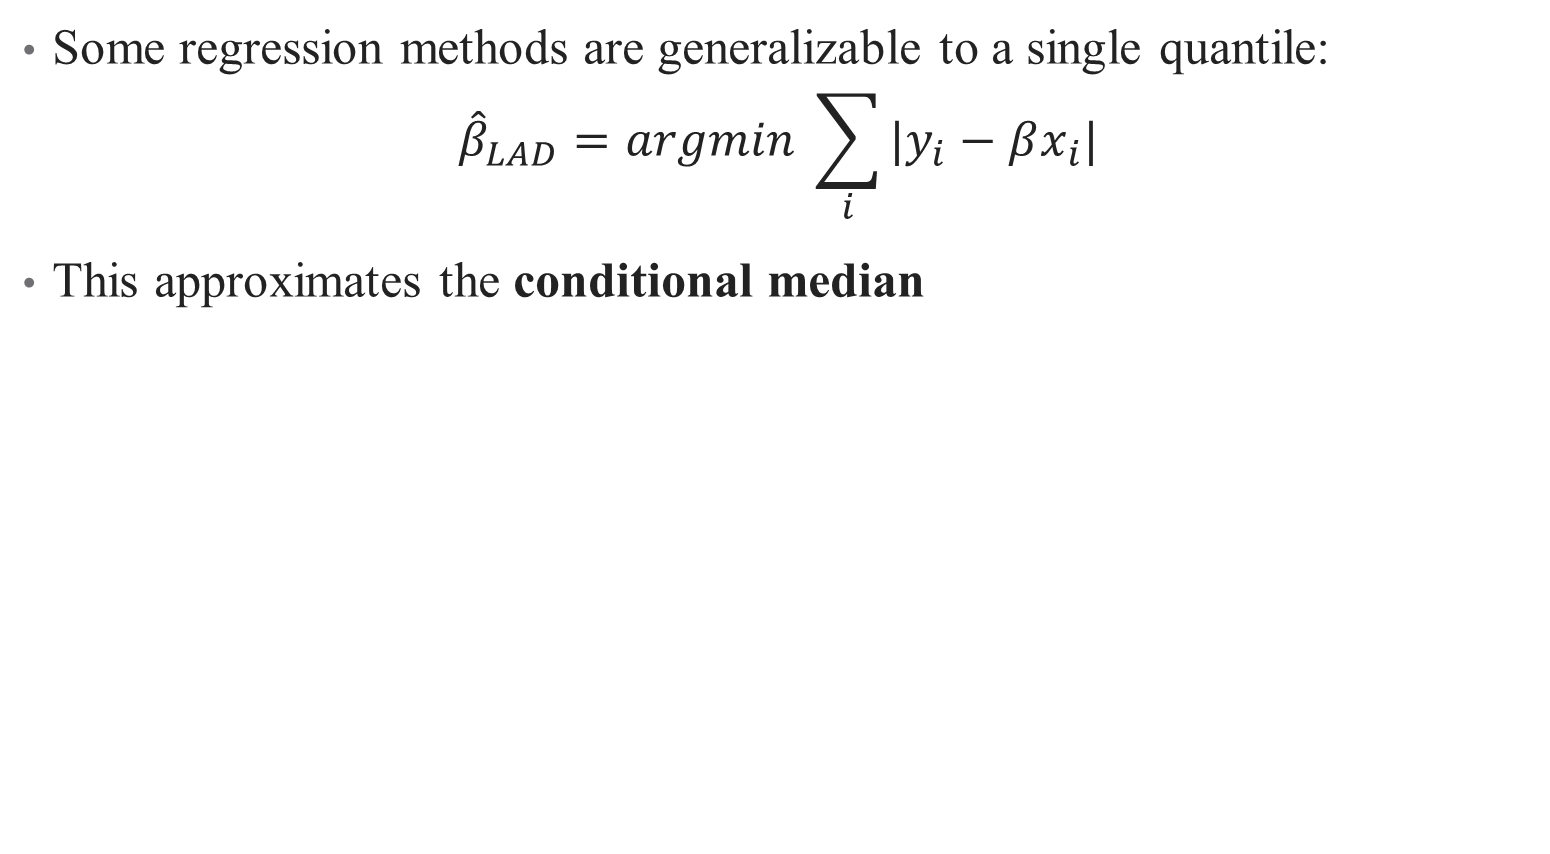 • Some regression methods are generalizable to a single quantile:
β̂_LAD = argmin ∑_i |y_i − βx_i|
• This approximates the conditional median